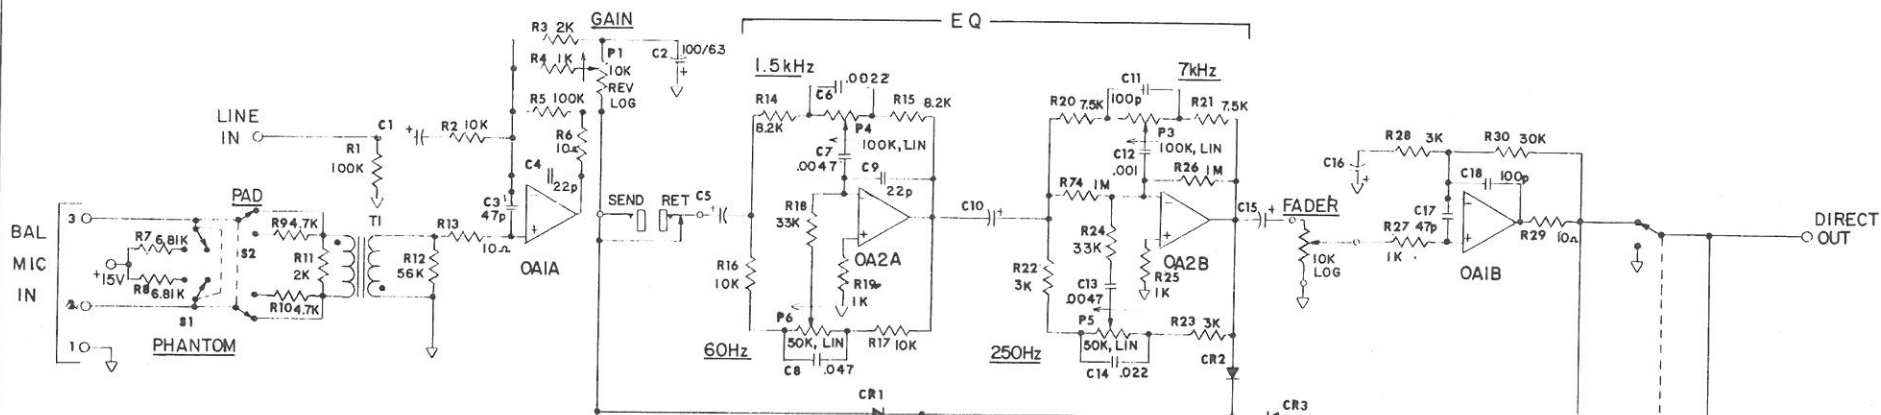 GAIN
EQ
R3 2K
R4 1K
R5 100K
P1
10K
REV
LOG
C2
100/63
R6
10Ω
LINE
IN
R1
100K
C1
+
R2 10K
C4
22p
C3
47p
-
+
OA1A
BAL
MIC
IN
3
2
1
R7 6.81K
R8 6.81K
+15V
S1
PHANTOM
PAD
S2
R9 4.7K
R11
2K
R10 4.7K
T1
R12
56K
R13
10Ω
SEND
RET
C5
+
1.5kHz
R14
8.2K
C6
.0022
R15 8.2K
P4
100K, LIN
C7
.0047
C9
22p
R18
33K
-
+
OA2A
R19
1K
R16
10K
P6
50K, LIN
R17 10K
60Hz
C8 .047
C10
+
7kHz
R20 7.5K
C11
100p
R21 7.5K
P3
100K, LIN
C12
.001
R26 1M
R74 1M
R24
33K
-
+
OA2B
R25
1K
R22
3K
C13
.0047
P5
50K, LIN
R23 3K
250Hz
C14 .022
CR2
CR1
CR3
C15
+
FADER
10K
LOG
C16
+
R28 3K
R30 30K
C18 100p
C17
47p
R27
1K
-
+
OA1B
R29 10Ω
DIRECT
OUT